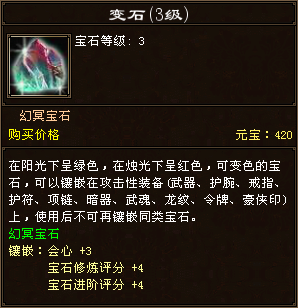 变石(3级)
宝石等级: 3
幻冥宝石
购买价格 元宝: 420
在阳光下呈绿色，在烛光下呈红色，可变色的宝
石，可以镶嵌在攻击性装备(武器、护腕、戒指、
护符、项链、暗器、武魂、龙纹、令牌、豪侠印)
上，使用后不可再镶嵌同类宝石。
幻冥宝石
镶嵌: 会心 +3
宝石修炼评分 +4
宝石进阶评分 +4